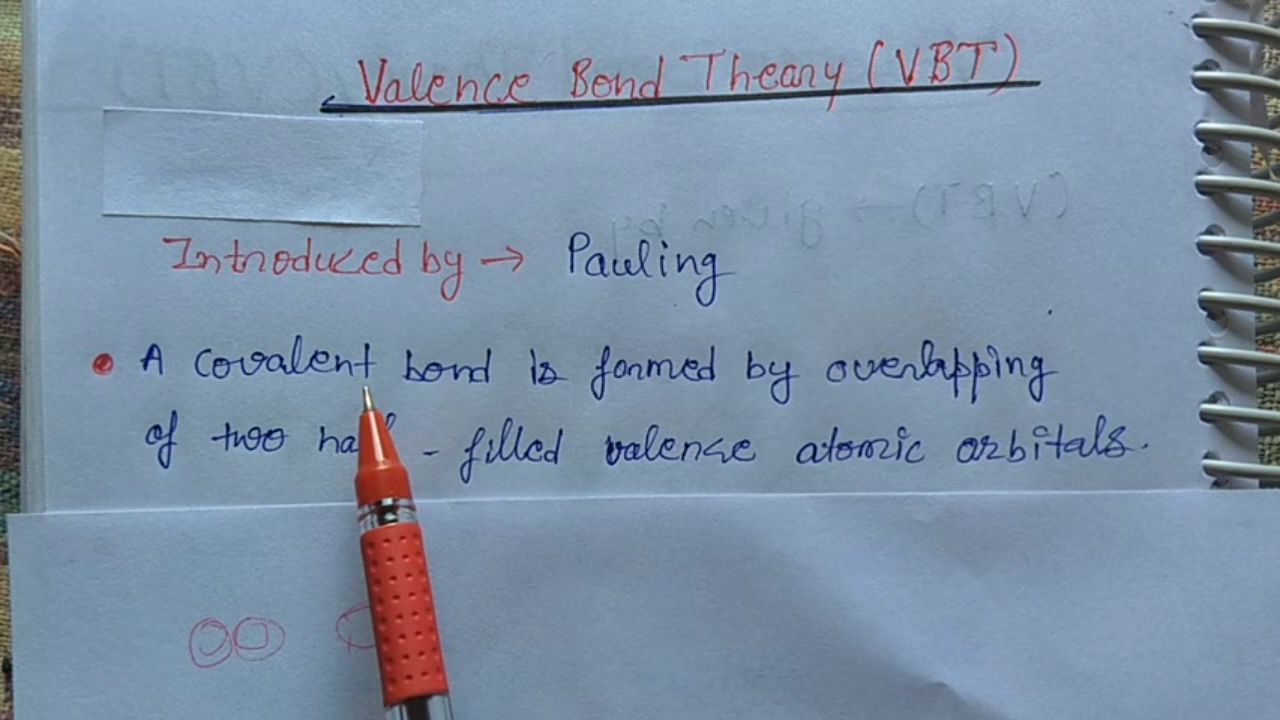 Valence Bond Theory (VBT)
Introduced by → Pauling
• A covalent bond is formed by overlapping
of two half - filled valence atomic orbitals.